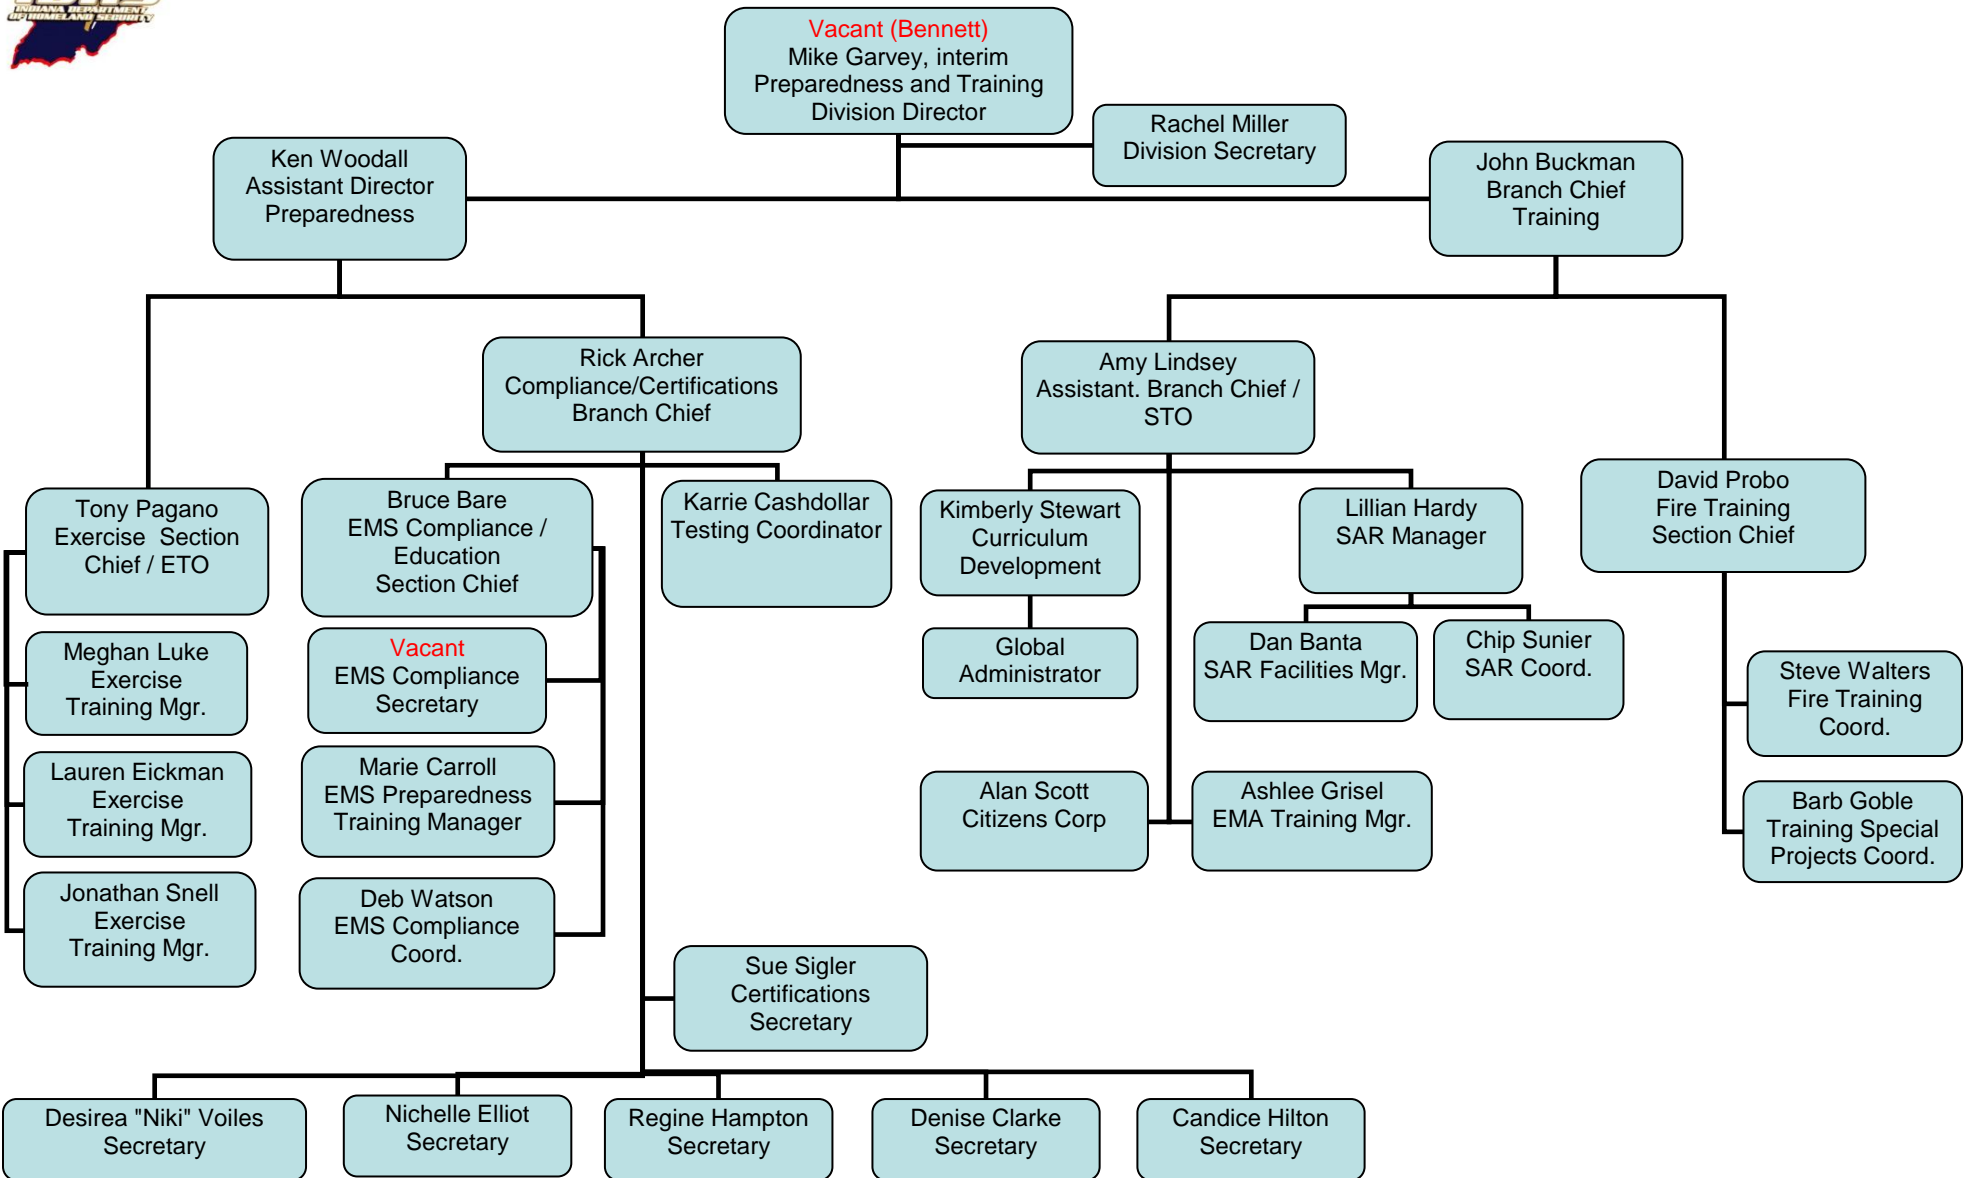 INDIANA DEPARTMENT
OF HOMELAND SECURITY
Vacant (Bennett)
Mike Garvey, interim
Preparedness and Training
Division Director
Rachel Miller
Division Secretary
Ken Woodall
Assistant Director
Preparedness
John Buckman
Branch Chief
Training
Rick Archer
Compliance/Certifications
Branch Chief
Amy Lindsey
Assistant. Branch Chief /
STO
Tony Pagano
Exercise  Section
Chief / ETO
Bruce Bare
EMS Compliance /
Education
Section Chief
Karrie Cashdollar
Testing Coordinator
Kimberly Stewart
Curriculum
Development
Lillian Hardy
SAR Manager
David Probo
Fire Training
Section Chief
Meghan Luke
Exercise
Training Mgr.
Vacant
EMS Compliance
Secretary
Global
Administrator
Dan Banta
SAR Facilities Mgr.
Chip Sunier
SAR Coord.
Steve Walters
Fire Training
Coord.
Lauren Eickman
Exercise
Training Mgr.
Marie Carroll
EMS Preparedness
Training Manager
Alan Scott
Citizens Corp
Ashlee Grisel
EMA Training Mgr.
Barb Goble
Training Special
Projects Coord.
Jonathan Snell
Exercise
Training Mgr.
Deb Watson
EMS Compliance
Coord.
Sue Sigler
Certifications
Secretary
Desirea "Niki" Voiles
Secretary
Nichelle Elliot
Secretary
Regine Hampton
Secretary
Denise Clarke
Secretary
Candice Hilton
Secretary